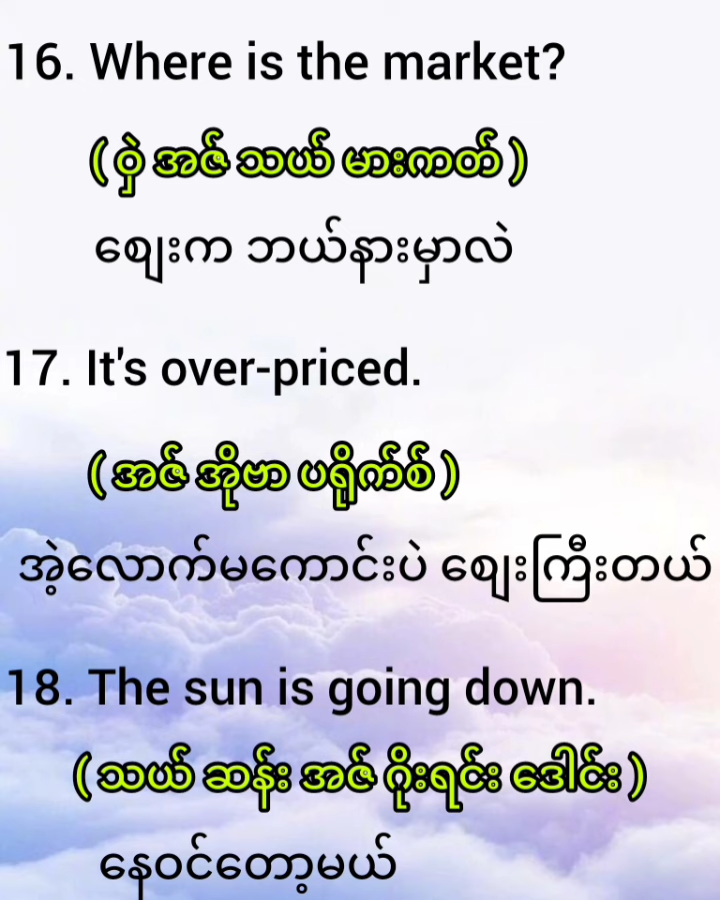 16. Where is the market?
(ဝှဲ အဇ် သယ် မားကတ်)
ဈေးက ဘယ်နားမှာလဲ
17. It's over-priced.
(အဇ် အိုဗာ ပရိုက်စ်)
အဲ့လောက်မကောင်းပဲ ဈေးကြီးတယ်
18. The sun is going down.
(သယ် ဆန်း အဇ် ဂိုးရင်း ဒေါင်း)
နေဝင်တော့မယ်